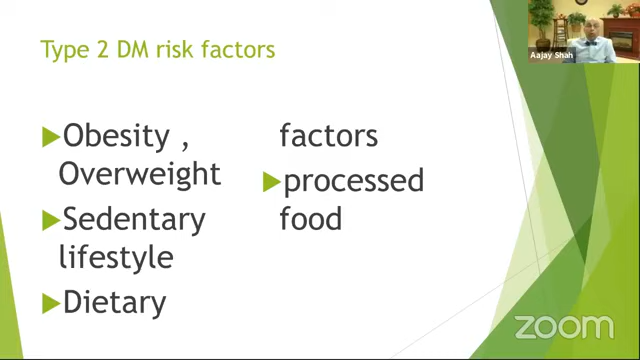 Type 2 DM risk factors
Aajay Shah
Obesity ,
Overweight
Sedentary
lifestyle
Dietary
factors
processed
food
zoom